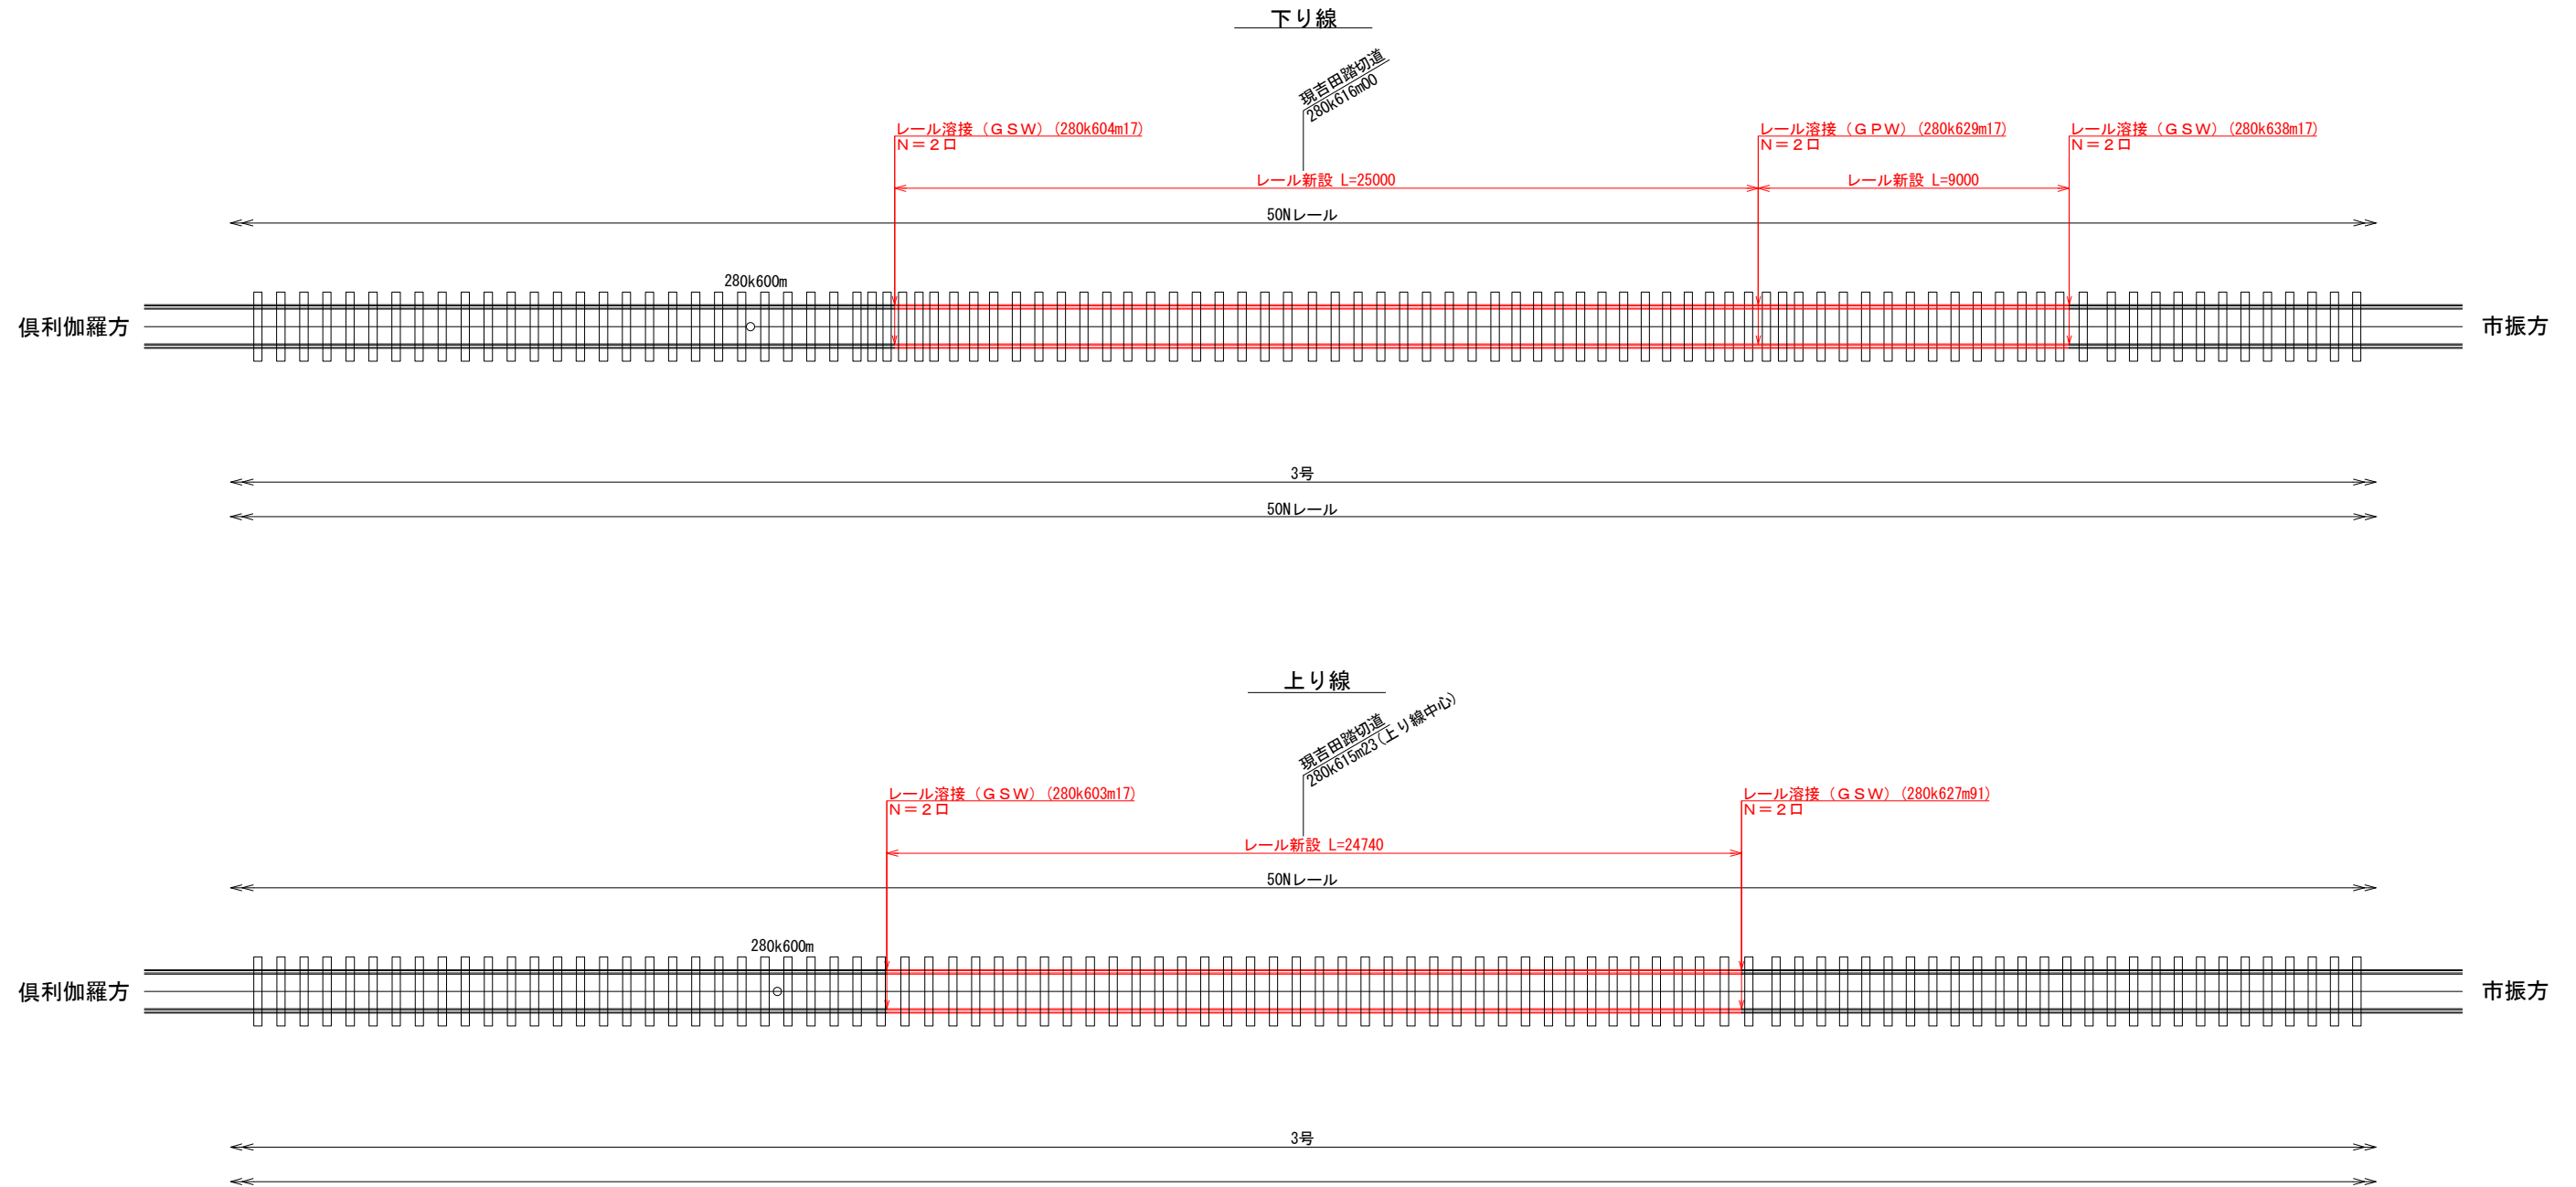 下り線
現吉田踏切道
280k616m00
レール溶接（ＧＳＷ）(280k604m17)
Ｎ＝２口
レール溶接（ＧＰＷ）(280k629m17)
Ｎ＝２口
レール溶接（ＧＳＷ）(280k638m17)
Ｎ＝２口
レール新設 L=25000
レール新設 L=9000
50Nレール
280k600m
倶利伽羅方
市振方
3号
50Nレール
上り線
現吉田踏切道
280k615m23(上り線中心)
レール溶接（ＧＳＷ）(280k603m17)
Ｎ＝２口
レール溶接（ＧＳＷ）(280k627m91)
Ｎ＝２口
レール新設 L=24740
50Nレール
280k600m
倶利伽羅方
市振方
3号